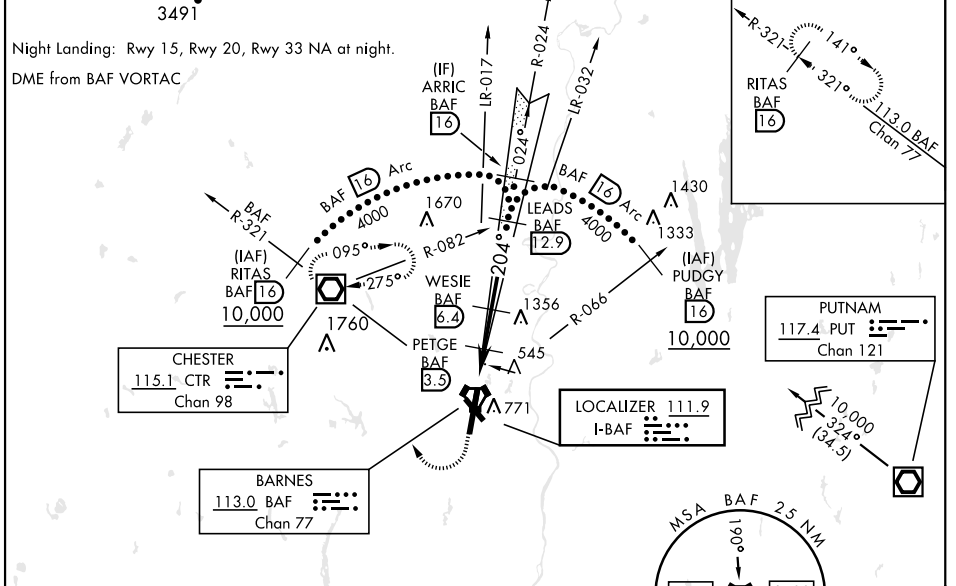 3491
Night Landing: Rwy 15, Rwy 20, Rwy 33 NA at night.
DME from BAF VORTAC
(IF)
ARRIC
BAF
16
LR-017
R-024
LR-032
024°
R-321
141°
321°
RITAS
BAF
16
113.0 BAF
Chan 77
BAF 16 Arc
4000
1670
BAF 16 Arc
4000
1430
1333
LEADS
BAF
12.9
BAF
R-321
095°
R-082
275°
204°
(IAF)
RITAS
BAF 16
10,000
1760
WESIE
BAF
6.4
1356
R-066
(IAF)
PUDGY
BAF
16
10,000
PETGE
BAF
3.5
545
771
CHESTER
115.1 CTR
Chan 98
PUTNAM
117.4 PUT
Chan 121
LOCALIZER 111.9
I-BAF
10,000
324°
(34.5)
BARNES
113.0 BAF
Chan 77
MSA BAF 25 NM
190°